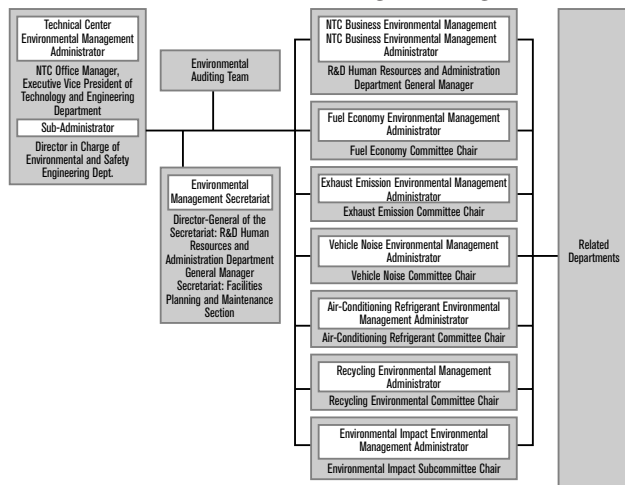 Technical Center
Environmental Management
Administrator
NTC Office Manager,
Executive Vice President of
Technology and Engineering
Department
Sub-Administrator
Director in Charge of
Environmental and Safety
Engineering Dept.
Environmental
Auditing Team
Environmental
Management Secretariat
Director-General of the
Secretariat: R&D Human
Resources and
Administration Department
General Manager
Secretariat: Facilities
Planning and Maintenance
Section
NTC Business Environmental Management
NTC Business Environmental Management
Administrator
R&D Human Resources and Administration
Department General Manager
Fuel Economy Environmental Management
Administrator
Fuel Economy Committee Chair
Exhaust Emission Environmental Management
Administrator
Exhaust Emission Committee Chair
Vehicle Noise Environmental Management
Administrator
Vehicle Noise Committee Chair
Air-Conditioning Refrigerant Environmental
Management Administrator
Air-Conditioning Refrigerant Committee Chair
Recycling Environmental Management
Administrator
Recycling Environmental Committee Chair
Environmental Impact Environmental
Management Administrator
Environmental Impact Subcommittee Chair
Related
Departments